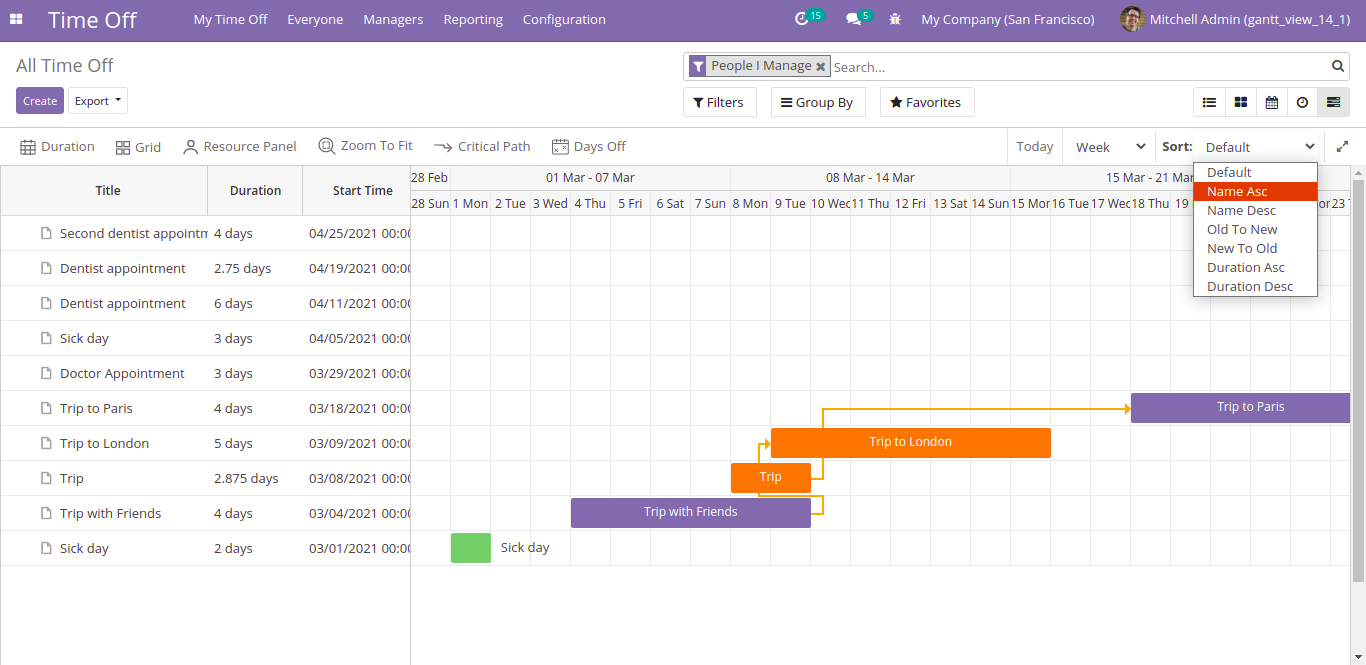 Time Off My Time Off Everyone Managers Reporting Configuration 15 5 My Company (San Francisco) Mitchell Admin (gantt_view_14_1)
All Time Off People I Manage Search...
Create Export Filters Group By Favorites
Duration Grid Resource Panel Zoom To Fit Critical Path Days Off Today Week Sort: Default
Default
Name Asc
Name Desc
Old To New
New To Old
Duration Asc
Duration Desc
Title Duration Start Time
28 Feb 01 Mar - 07 Mar 08 Mar - 14 Mar 15 Mar - 21 Mar
28 Sun 1 Mon 2 Tue 3 Wed 4 Thu 5 Fri 6 Sat 7 Sun 8 Mon 9 Tue 10 Wed 11 Thu 12 Fri 13 Sat 14 Sun 15 Mon 16 Tue 17 Wed 18 Thu 19 23
Second dentist appointm 4 days 04/25/2021 00:00
Dentist appointment 2.75 days 04/19/2021 00:00
Dentist appointment 6 days 04/11/2021 00:00
Sick day 3 days 04/05/2021 00:00
Doctor Appointment 3 days 03/29/2021 00:00
Trip to Paris 4 days 03/18/2021 00:00 Trip to Paris
Trip to London 5 days 03/09/2021 00:00 Trip to London
Trip 2.875 days 03/08/2021 00:00 Trip
Trip with Friends 4 days 03/04/2021 00:00 Trip with Friends
Sick day 2 days 03/01/2021 00:00 Sick day